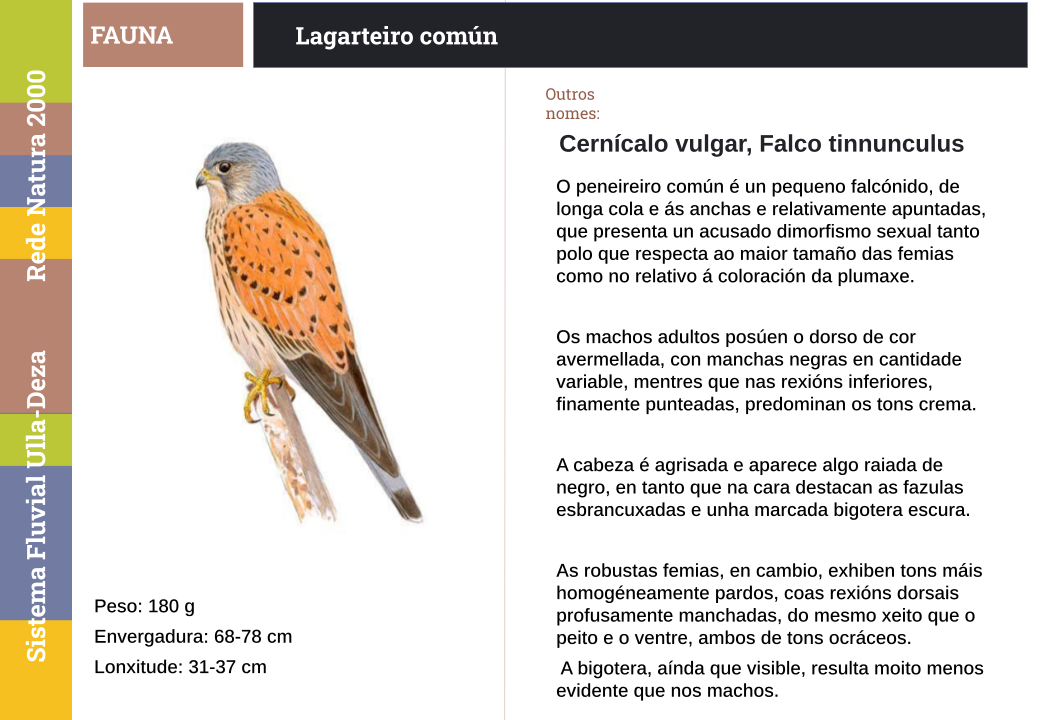 FAUNA
Lagarteiro común
Rede Natura 2000
Sistema Fluvial Ulla-Deza
Outros
nomes:
Cernícalo vulgar, Falco tinnunculus
O peneireiro común é un pequeno falcónido, de
longa cola e ás anchas e relativamente apuntadas,
que presenta un acusado dimorfismo sexual tanto
polo que respecta ao maior tamaño das femias
como no relativo á coloración da plumaxe.
Os machos adultos posúen o dorso de cor
avermellada, con manchas negras en cantidade
variable, mentres que nas rexións inferiores,
finamente punteadas, predominan os tons crema.
A cabeza é agrisada e aparece algo raiada de
negro, en tanto que na cara destacan as fazulas
esbrancuxadas e unha marcada bigotera escura.
As robustas femias, en cambio, exhiben tons máis
homogéneamente pardos, coas rexións dorsais
profusamente manchadas, do mesmo xeito que o
peito e o ventre, ambos de tons ocráceos.
A bigotera, aínda que visible, resulta moito menos
evidente que nos machos.
Peso: 180 g
Envergadura: 68-78 cm
Lonxitude: 31-37 cm